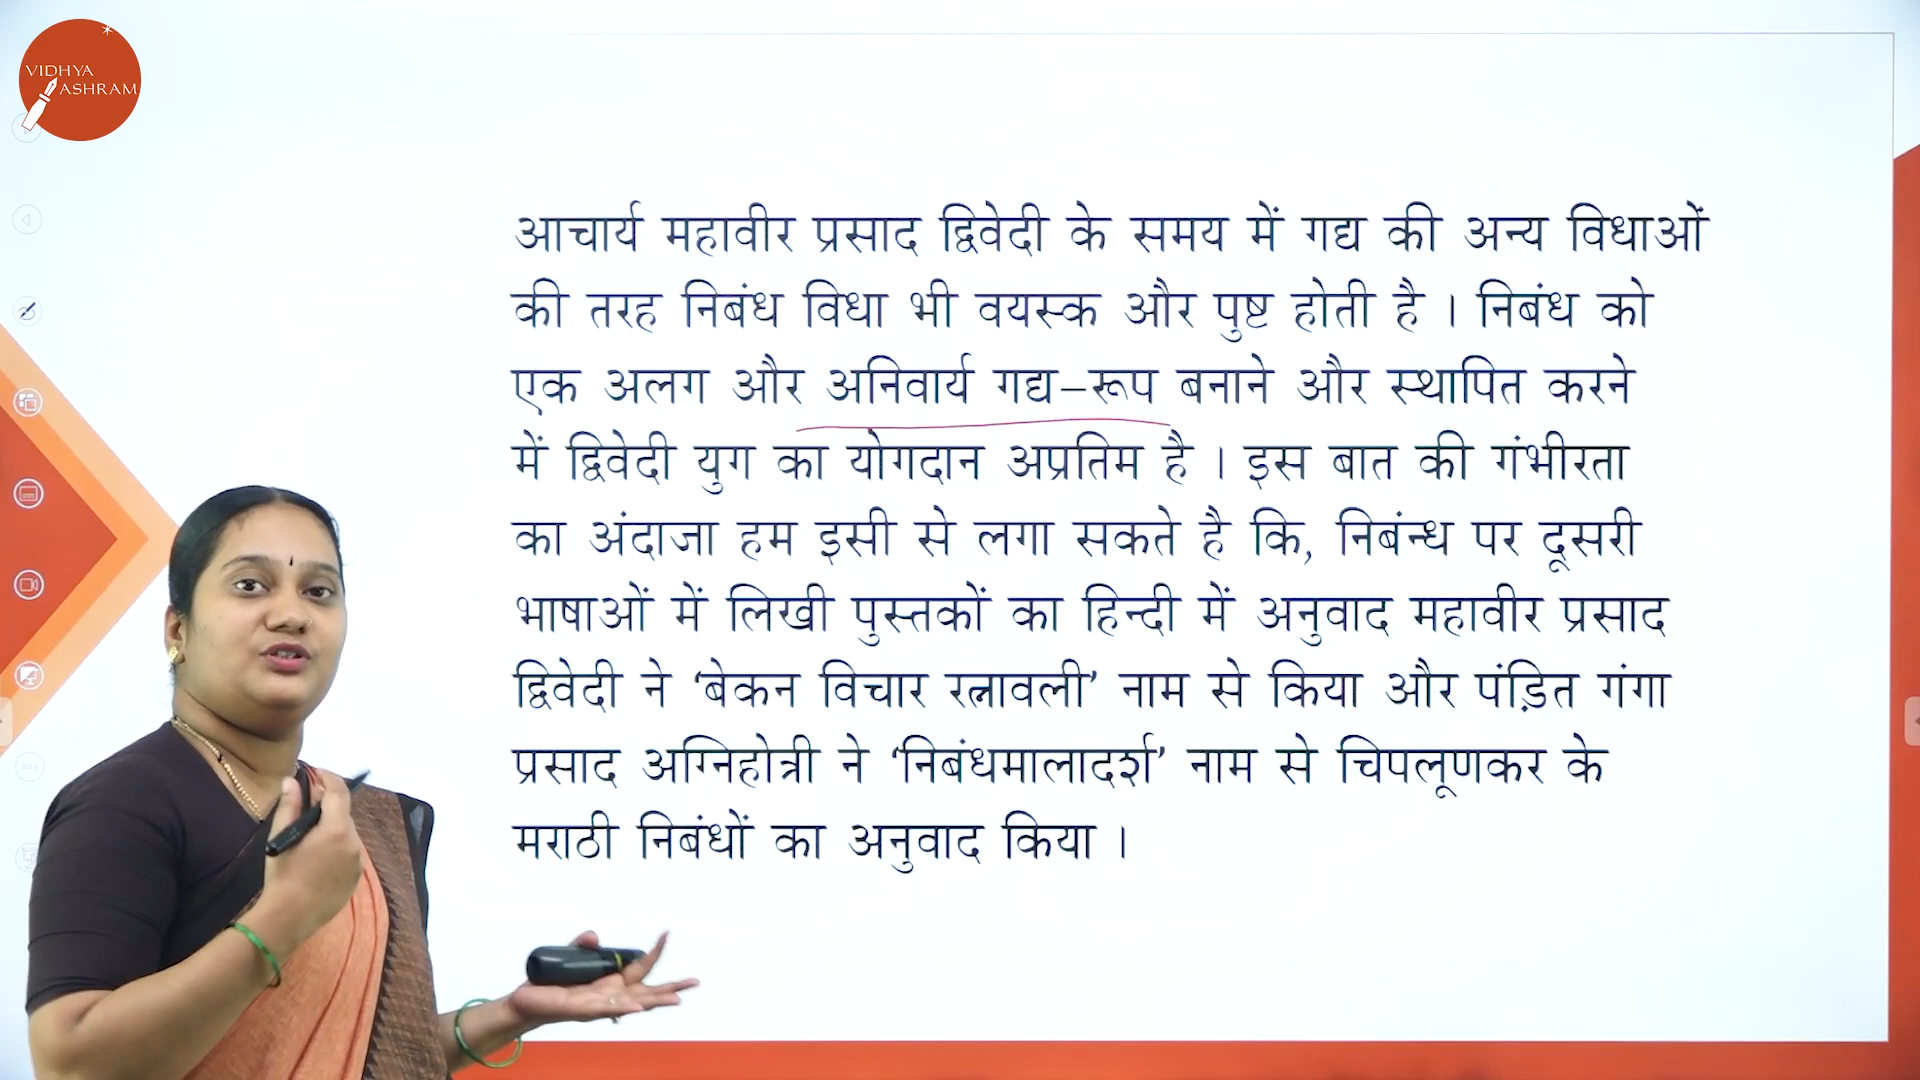 VIDHYA
ASHRAM
आचार्य महावीर प्रसाद द्विवेदी के समय में गद्य की अन्य विधाओं
की तरह निबंध विधा भी वयस्क और पुष्ट होती है । निबंध को
एक अलग और अनिवार्य गद्य–रूप बनाने और स्थापित करने
में द्विवेदी युग का योगदान अप्रतिम है । इस बात की गंभीरता
का अंदाजा हम इसी से लगा सकते है कि, निबंन्ध पर दूसरी
भाषाओं में लिखी पुस्तकों का हिन्दी में अनुवाद महावीर प्रसाद
द्विवेदी ने ‘बेकन विचार रत्नावली’ नाम से किया और पंड़ित गंगा
प्रसाद अग्निहोत्री ने ‘निबंधमालादर्श’ नाम से चिपलूणकर के
मराठी निबंधों का अनुवाद किया ।